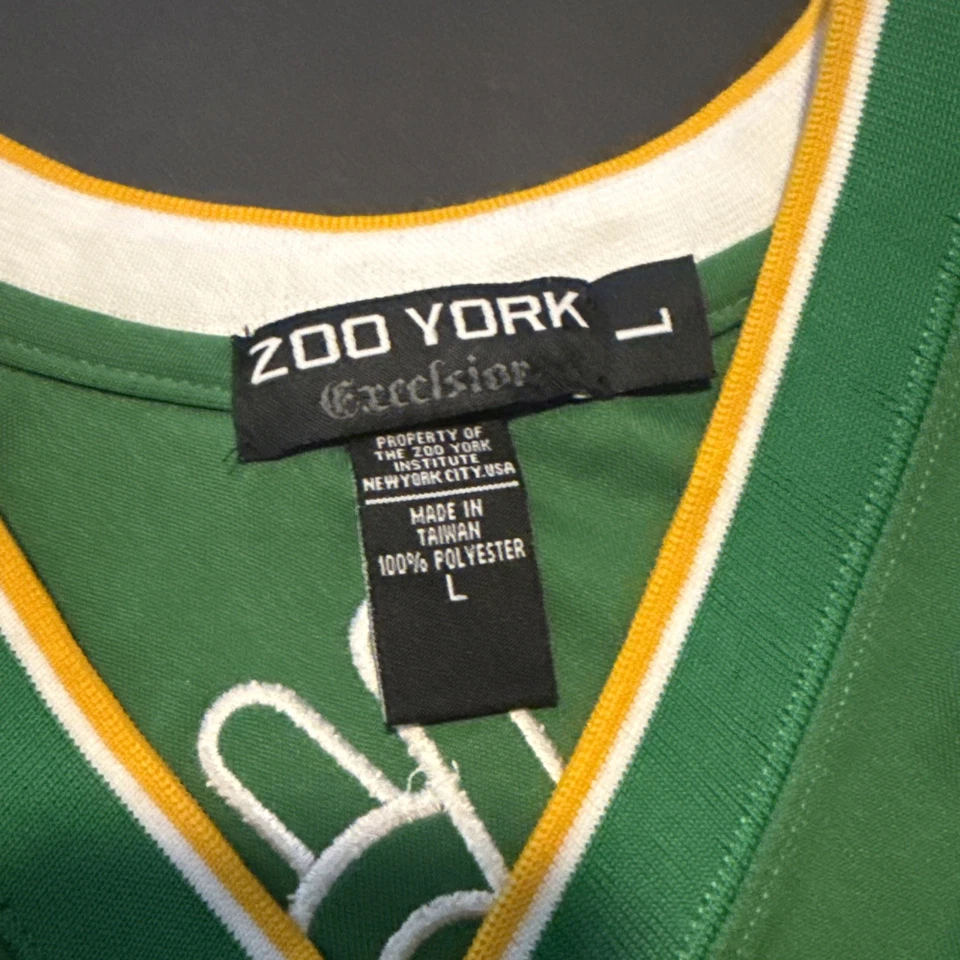 ZOO YORK
Excelsior
L
PROPERTY OF
THE ZOO YORK
INSTITUTE
NEW YORK CITY.USA
MADE IN
TAIWAN
100% POLYESTER
L